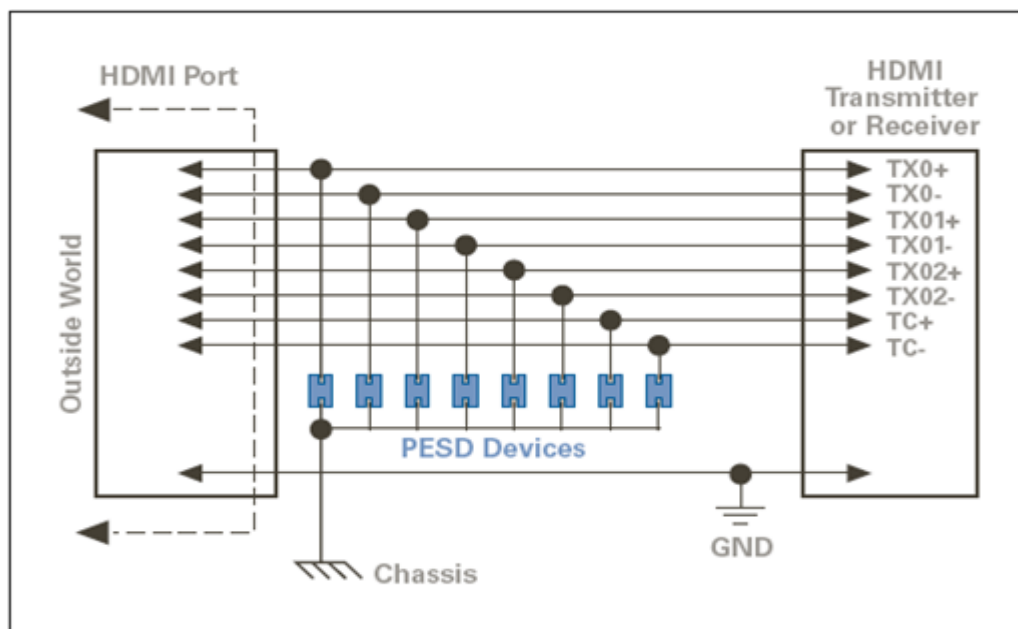 HDMI Port
HDMI
Transmitter
or Receiver
Outside World
TX0+
TX0-
TX01+
TX01-
TX02+
TX02-
TC+
TC-
PESD Devices
GND
Chassis